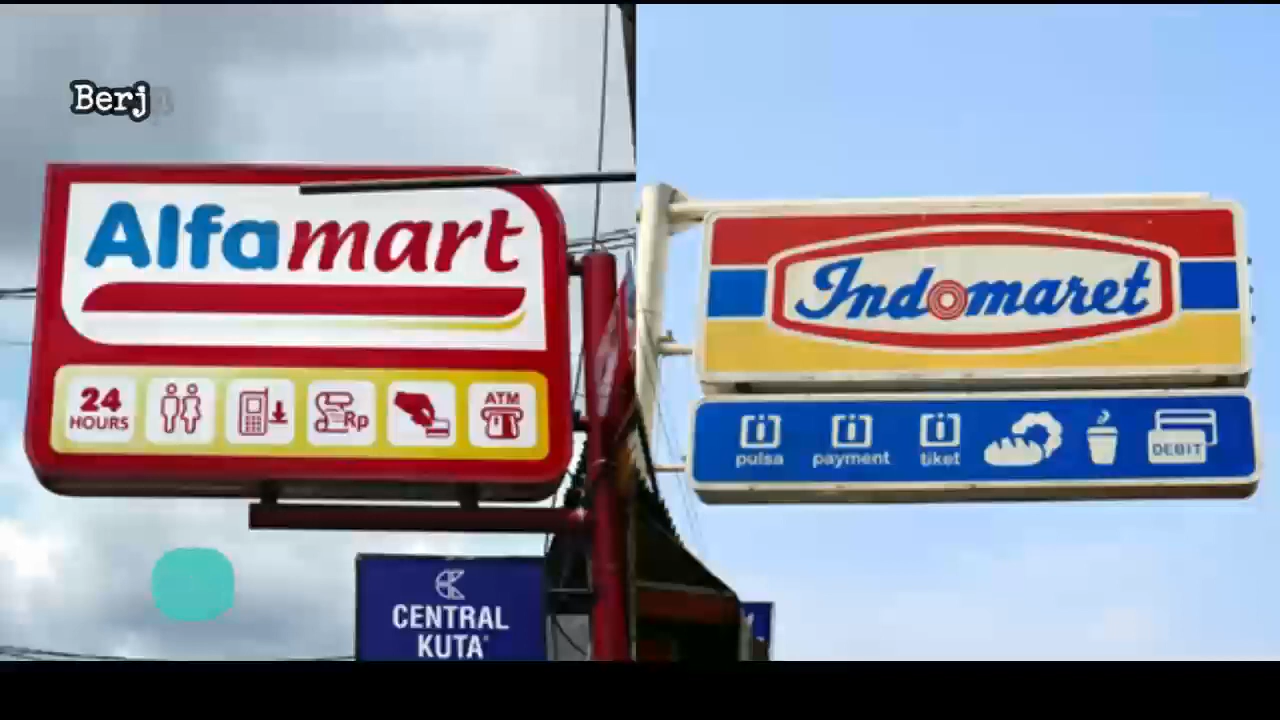 Berj
Alfamart
24
HOURS
Rp
ATM
CENTRAL
KUTA
Indomaret
pulsa
payment
tiket
DEBIT